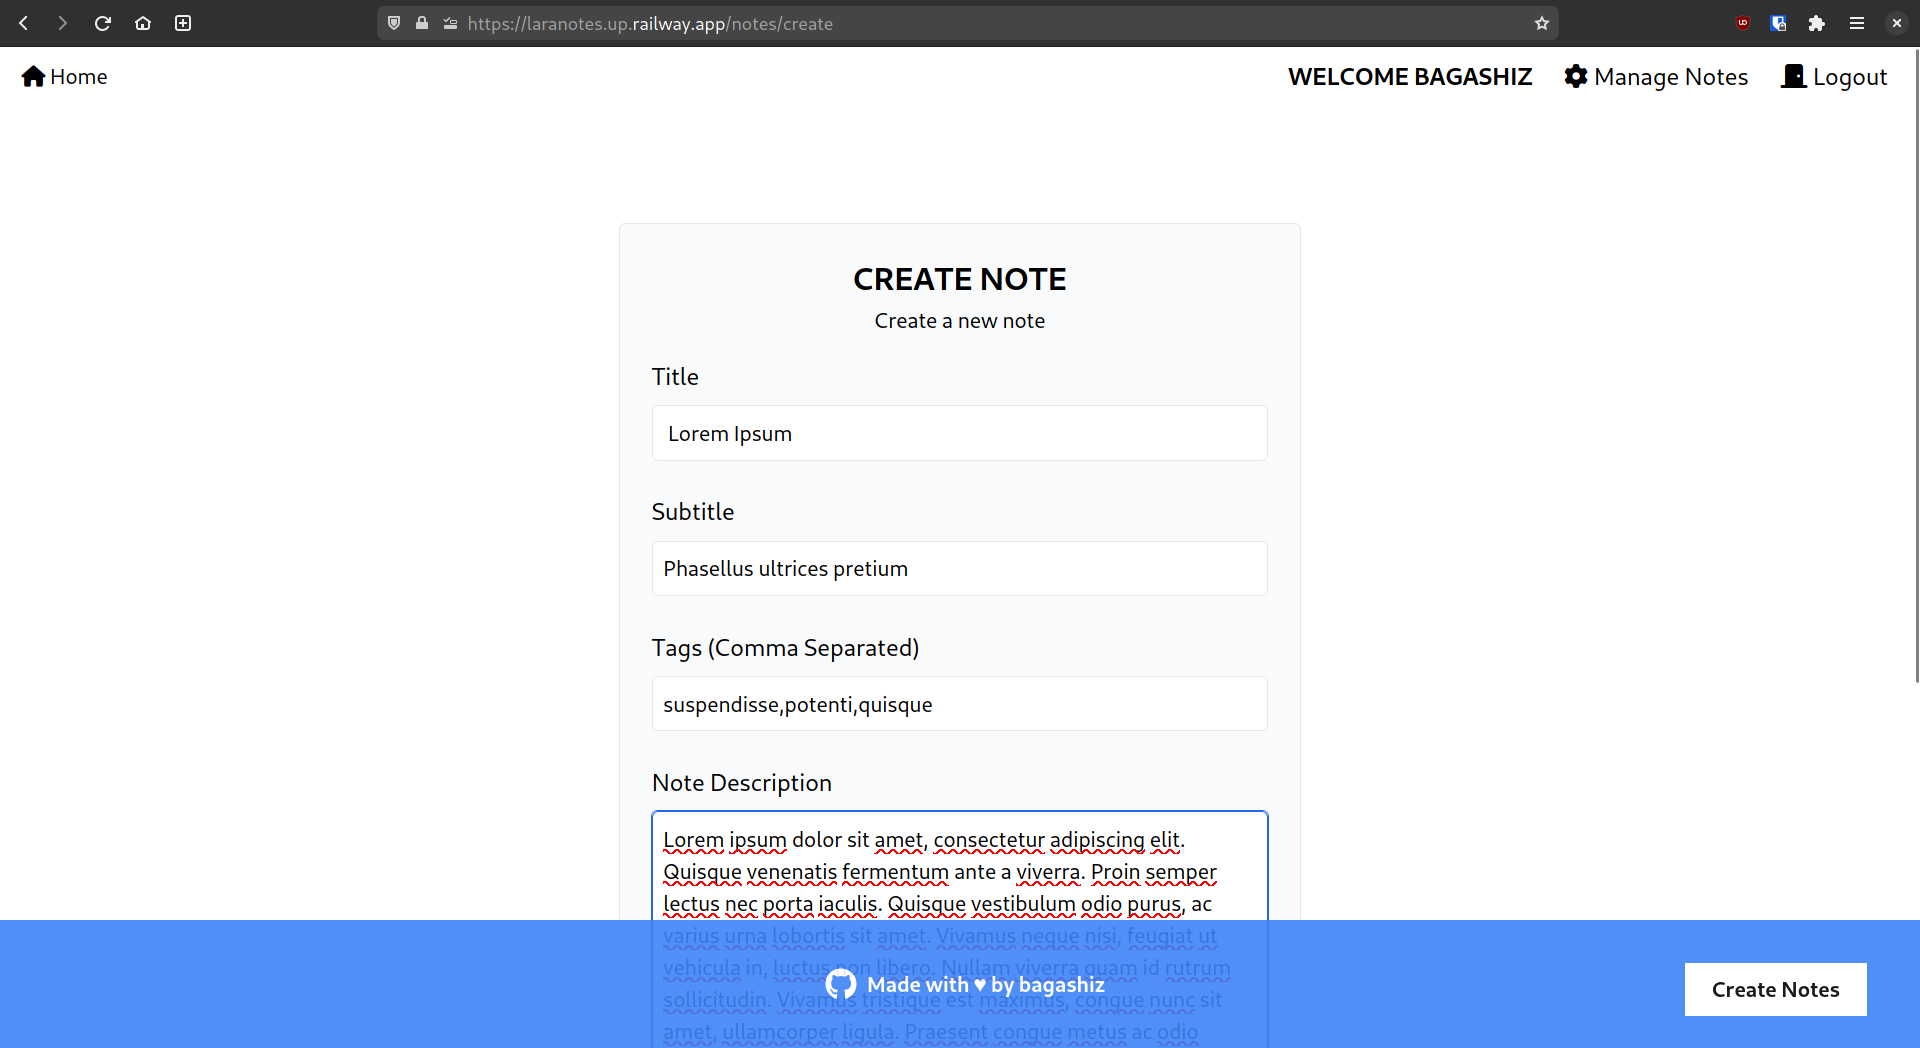 https://laranotes.up.railway.app/notes/create
Home
WELCOME BAGASHIZ
Manage Notes
Logout
CREATE NOTE
Create a new note
Title
Lorem Ipsum
Subtitle
Phasellus ultrices pretium
Tags (Comma Separated)
suspendisse,potenti,quisque
Note Description
Lorem ipsum dolor sit amet, consectetur adipiscing elit.
Quisque venenatis fermentum ante a viverra. Proin semper
lectus nec porta iaculis. Quisque vestibulum odio purus, ac
varius urna lobortis sit amet. Vivamus neque nisi, feugiat ut
vehicula in, luctus non libero. Nullam viverra quam id rutrum
sollicitudin. Vivamus tristique est maximus, congue nunc sit
amet, ullamcorper ligula. Praesent congue metus ac odio
Made with ♥ by bagashiz
Create Notes